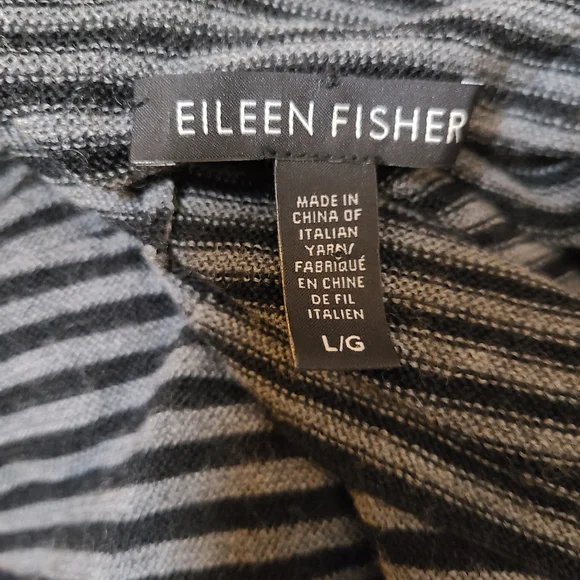 EILEEN FISHER
MADE IN
CHINA OF
ITALIAN
YARN/
FABRIQUÉ
EN CHINE
DE FIL
ITALIEN
L/G